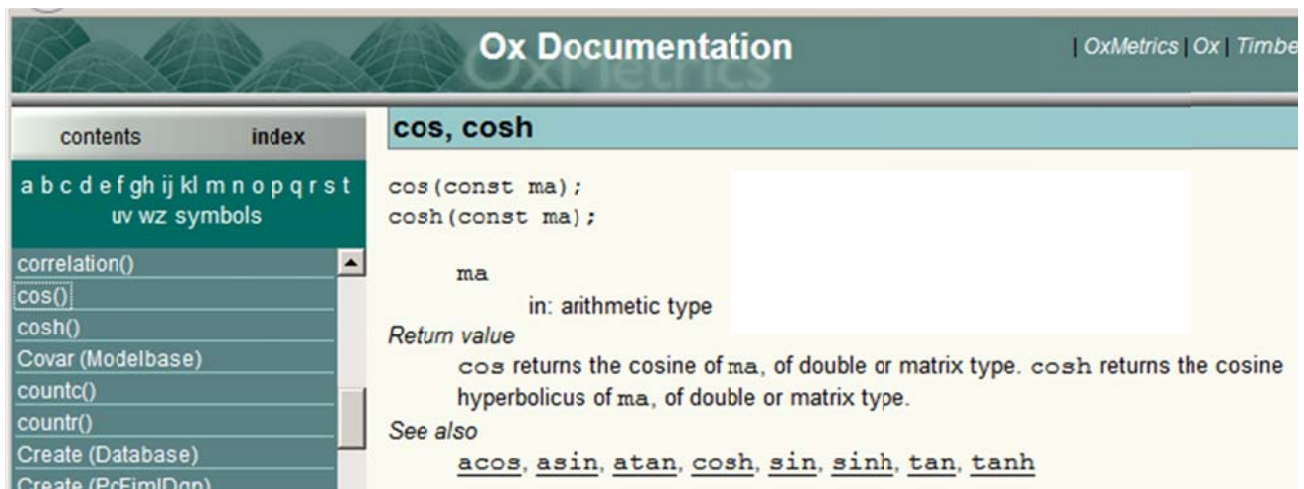 Ox Documentation
| OxMetrics | Ox | Timbe
OxMetrics
contents index
a b c d e f gh ij kl m n o p q r s t
uv wz symbols
correlation()
cos()
cosh()
Covar (Modelbase)
countc()
countr()
Create (Database)
Create (PcFimlDgp)
cos, cosh
cos(const ma);
cosh(const ma);
ma
in: arithmetic type
Return value
cos returns the cosine of ma, of double or matrix type. cosh returns the cosine
hyperbolicus of ma, of double or matrix type.
See also
acos, asin, atan, cosh, sin, sinh, tan, tanh